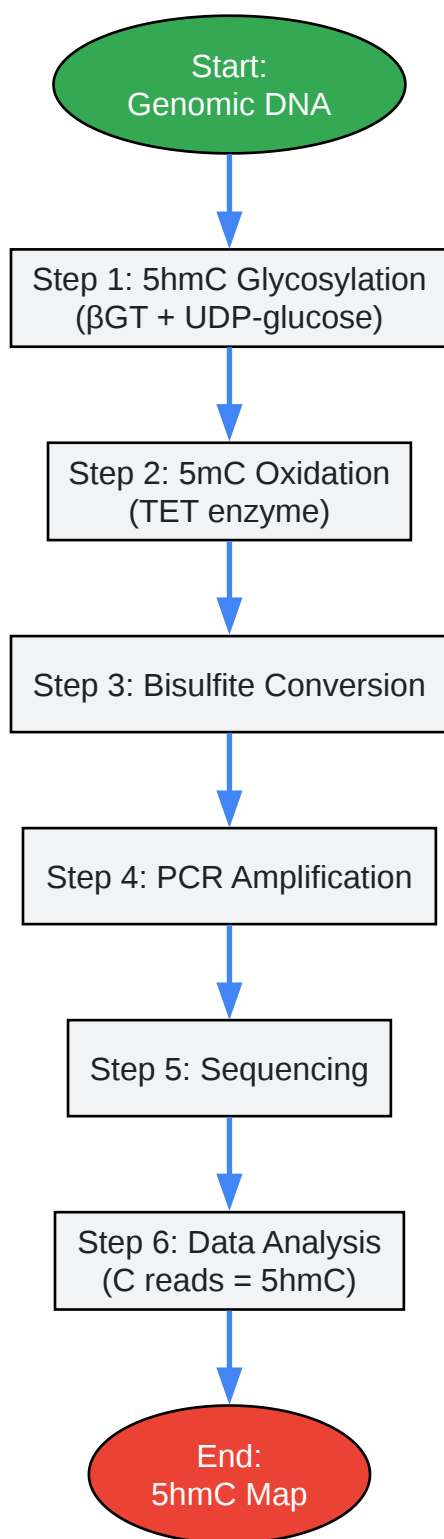 Start:
Genomic DNA
Step 1: 5hmC Glycosylation
(βGT + UDP-glucose)
Step 2: 5mC Oxidation
(TET enzyme)
Step 3: Bisulfite Conversion
Step 4: PCR Amplification
Step 5: Sequencing
Step 6: Data Analysis
(C reads = 5hmC)
End:
5hmC Map